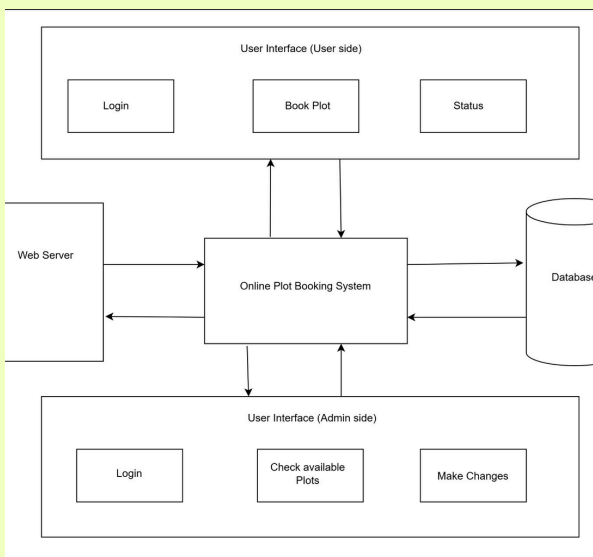 User Interface (User side)
Login
Book Plot
Status
Web Server
Online Plot Booking System
Database
User Interface (Admin side)
Login
Check available
Plots
Make Changes